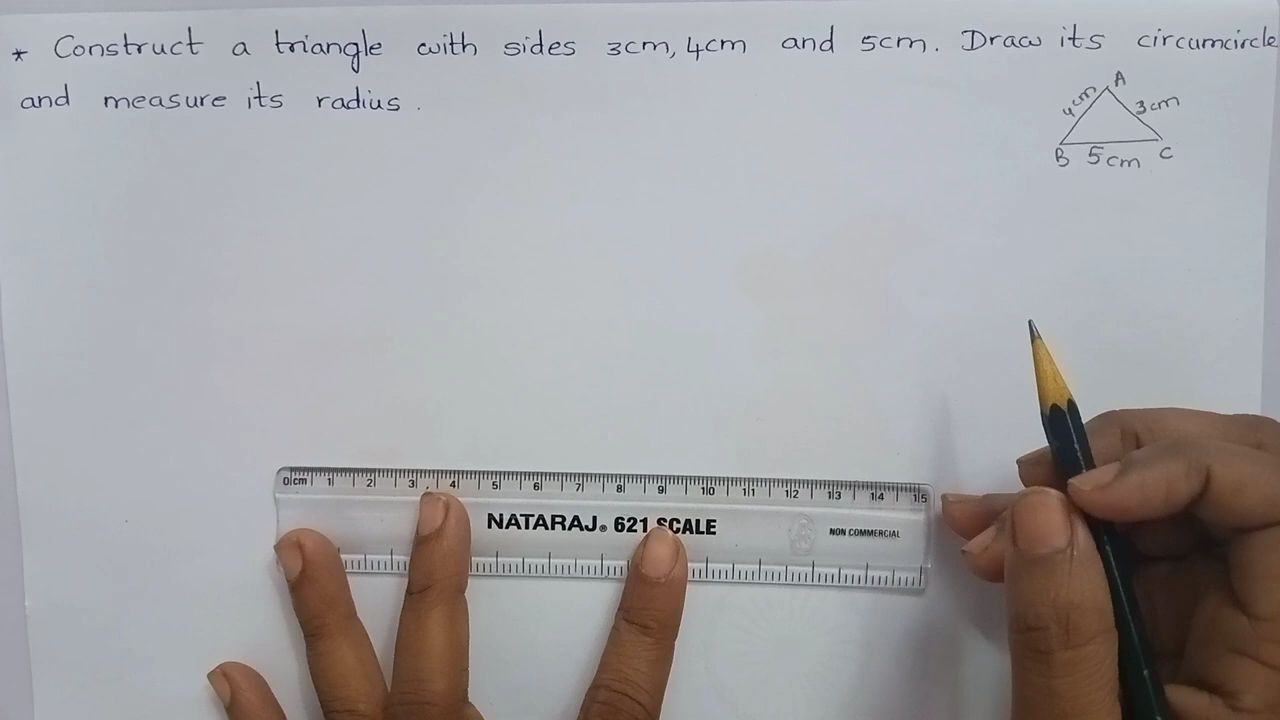 * Construct a triangle with sides 3cm, 4cm and 5cm. Draw its circumcircle
and measure its radius.
A
4cm 3cm
B 5cm C
0cm 1 2 3 4 5 6 7 8 9 10 11 12 13 14 15
NATARAJ® 621 SCALE NON COMMERCIAL